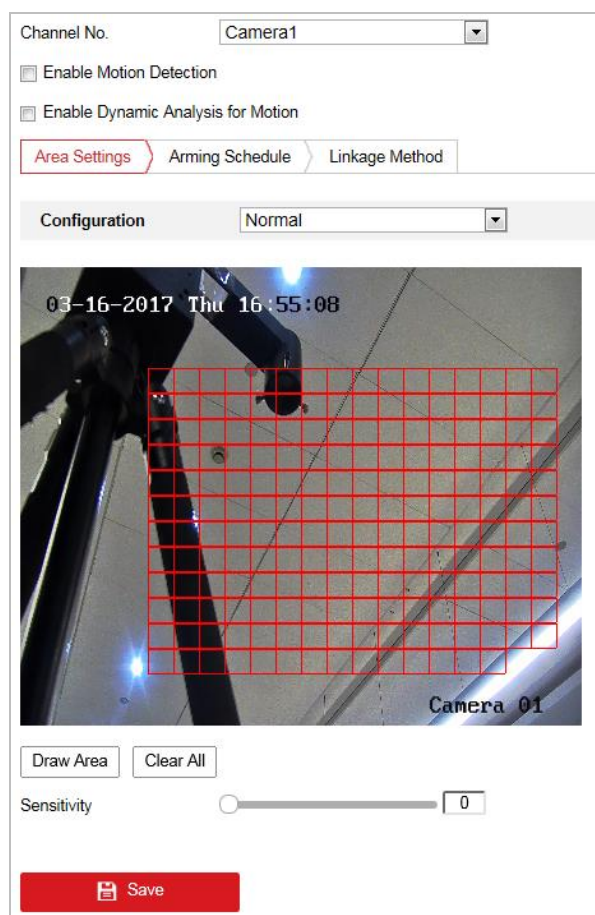 Channel No. Camera1
Enable Motion Detection
Enable Dynamic Analysis for Motion
Area Settings Arming Schedule Linkage Method
Configuration Normal
03-16-2017 Thu 16:55:08
Camera 01
Draw Area Clear All
Sensitivity 0
Save